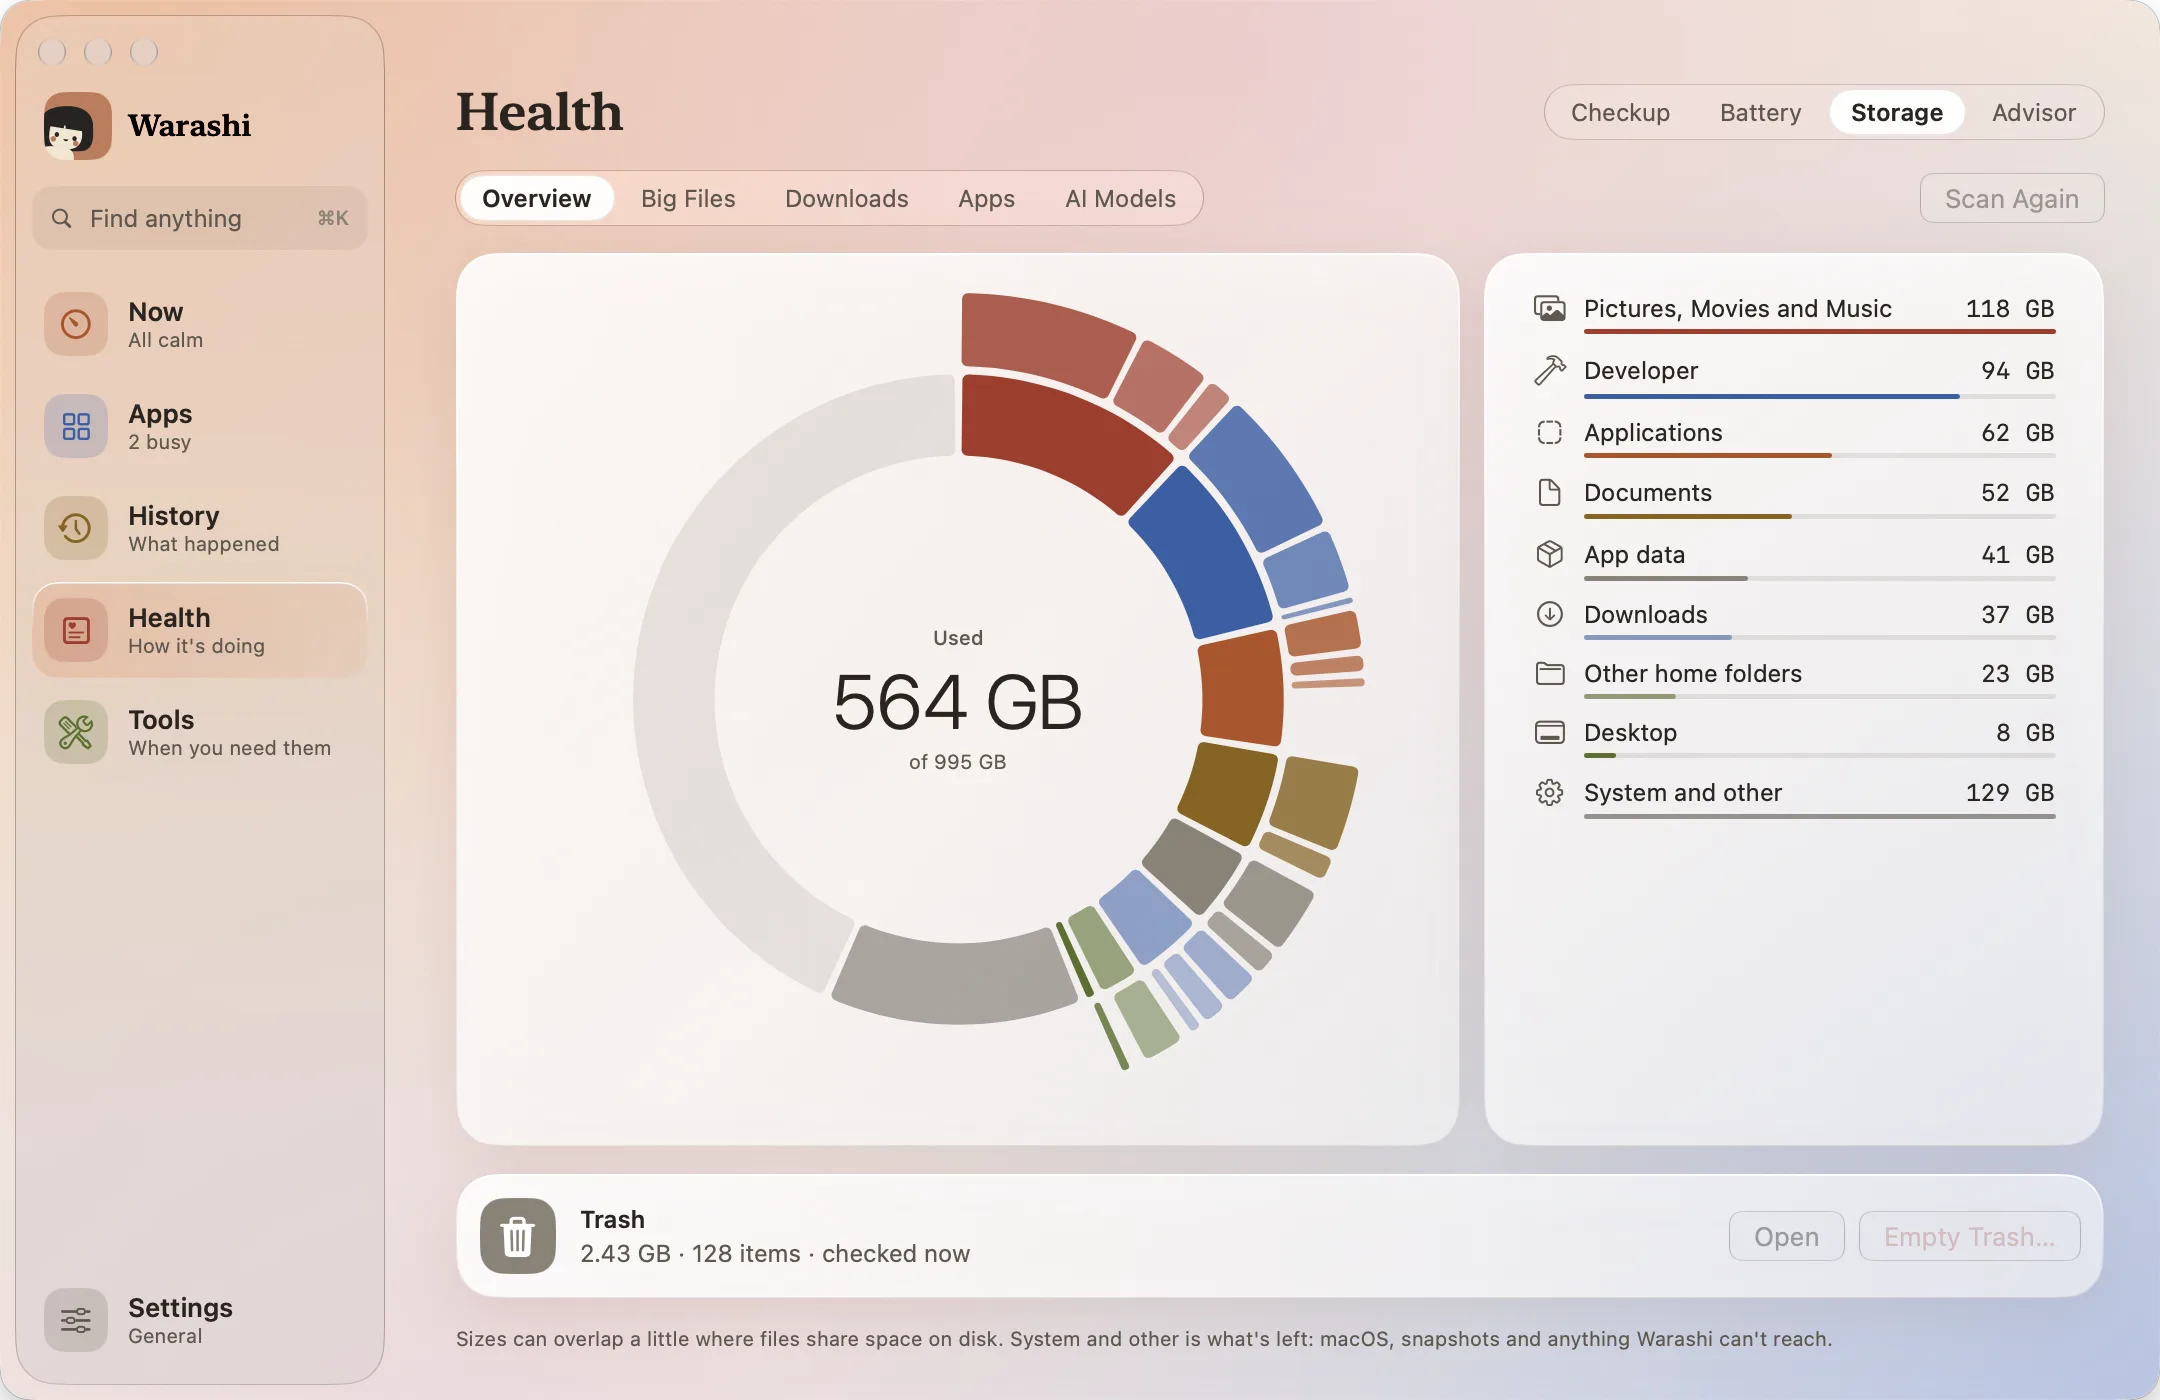 Warashi
Find anything ⌘K
Now
All calm
Apps
2 busy
History
What happened
Health
How it's doing
Tools
When you need them
Settings
General
Health
Checkup Battery Storage Advisor
Overview Big Files Downloads Apps AI Models
Scan Again
Used
564 GB
of 995 GB
Pictures, Movies and Music 118 GB
Developer 94 GB
Applications 62 GB
Documents 52 GB
App data 41 GB
Downloads 37 GB
Other home folders 23 GB
Desktop 8 GB
System and other 129 GB
Trash
2.43 GB · 128 items · checked now
Open Empty Trash...
Sizes can overlap a little where files share space on disk. System and other is what's left: macOS, snapshots and anything Warashi can't reach.